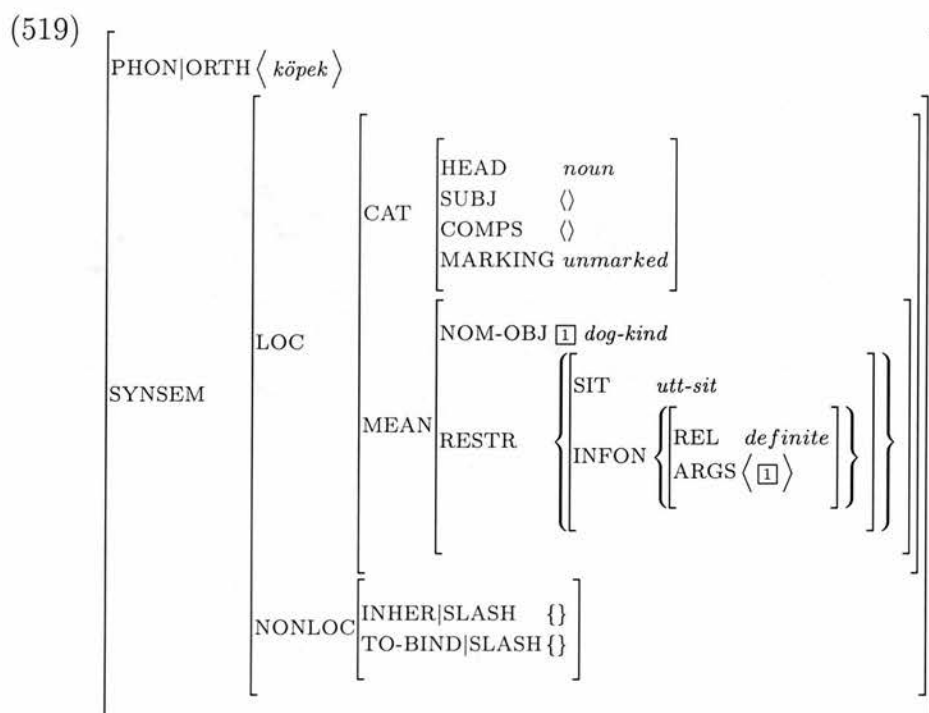 (519)
PHON|ORTH ⟨ köpek ⟩
HEAD noun
SUBJ ⟨⟩
CAT COMPS ⟨⟩
MARKING unmarked
NOM-OBJ [1] dog-kind
LOC
SIT utt-sit
SYNSEM
MEAN RESTR { INFON { REL definite
ARGS ⟨ [1] ⟩ } }
INHER|SLASH {}
NONLOC
TO-BIND|SLASH {}